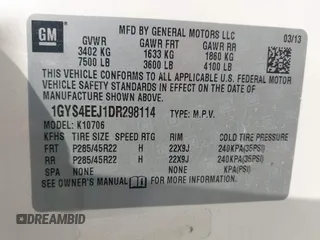 GM
MFD BY GENERAL MOTORS LLC
03/13
GVWR GAWR FRT GAWR RR
3402 KG 1633 KG 1860 KG
7500 LB 3600 LB 4100 LB
THIS VEHICLE CONFORMS TO ALL APPLICABLE U.S. FEDERAL MOTOR
VEHICLE SAFETY STANDARDS IN EFFECT ON THE DATE OF
MANUFACTURE SHOWN ABOVE.
1GYS4EEJ1DR298114 TYPE: M.P.V.
MODEL: K10706
KFHS TIRE SIZE SPEED RTG RIM COLD TIRE PRESSURE
FRT P285/45R22 H 22X9J 240KPA(35PSI)
RR P285/45R22 H 22X9J 240KPA(35PSI)
SPA NONE NONE KPA(PSI)
SEE OWNER'S MANUAL FOR MORE INFORMATION.
DREAMBID